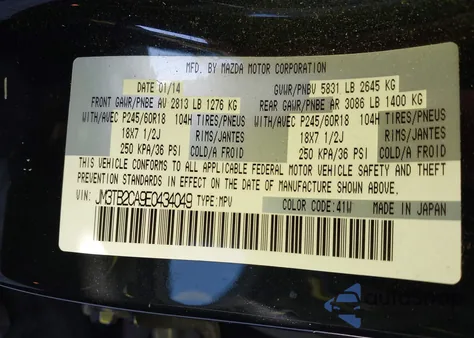 MFD. BY MAZDA MOTOR CORPORATION
DATE 01/14 GVWR/PNBV 5831 LB 2645 KG
FRONT GAWR/PNBE AV 2813 LB 1276 KG REAR GAWR/PNBE AR 3086 LB 1400 KG
WITH/AVEC P245/60R18 104H TIRES/PNEUS WITH/AVEC P245/60R18 104H TIRES/PNEUS
18X7 1/2J RIMS/JANTES 18X7 1/2J RIMS/JANTES
250 KPA/36 PSI COLD/A FROID 250 KPA/36 PSI COLD/A FROID
THIS VEHICLE CONFORMS TO ALL APPLICABLE FEDERAL MOTOR VEHICLE SAFETY AND THEFT
PREVENTION STANDARDS IN EFFECT ON THE DATE OF MANUFACTURE SHOWN ABOVE.
VIN: JM3TB2CA9E0434049 TYPE: MPV
COLOR CODE: 41W MADE IN JAPAN